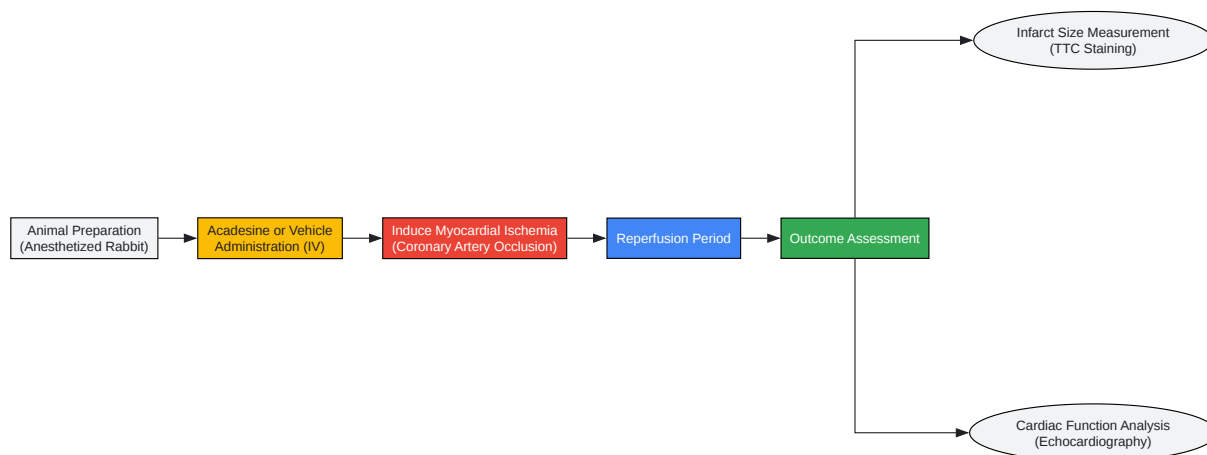 Infarct Size Measurement
(TTC Staining)
Animal Preparation
(Anesthetized Rabbit)
Acadesine or Vehicle
Administration (IV)
Induce Myocardial Ischemia
(Coronary Artery Occlusion)
Reperfusion Period
Outcome Assessment
Cardiac Function Analysis
(Echocardiography)